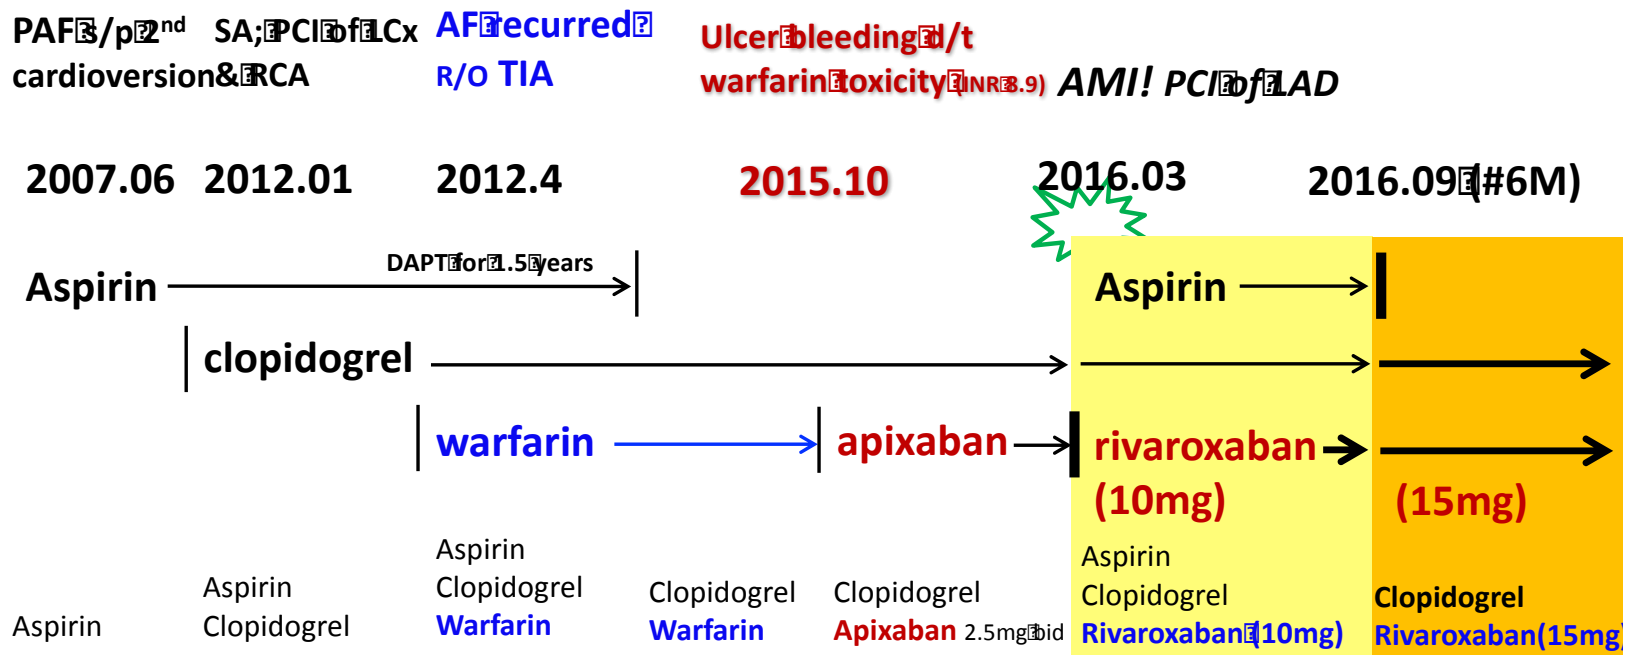 PAF s/p 2nd
cardioversion
SA; PCI of LCx
& RCA
AF recurred
R/O TIA
Ulcer bleeding d/t
warfarin toxicity (INR 8.9)
AMI! PCI of LAD
2007.06
2012.01
2012.4
2015.10
2016.03
2016.09 (#6M)
Aspirin
DAPT for 1.5 years
Aspirin
clopidogrel
warfarin
apixaban
rivaroxaban
(10mg)
(15mg)
Aspirin
Aspirin
Clopidogrel
Aspirin
Clopidogrel
Warfarin
Clopidogrel
Warfarin
Clopidogrel
Apixaban 2.5mg bid
Aspirin
Clopidogrel
Rivaroxaban (10mg)
Clopidogrel
Rivaroxaban(15mg)